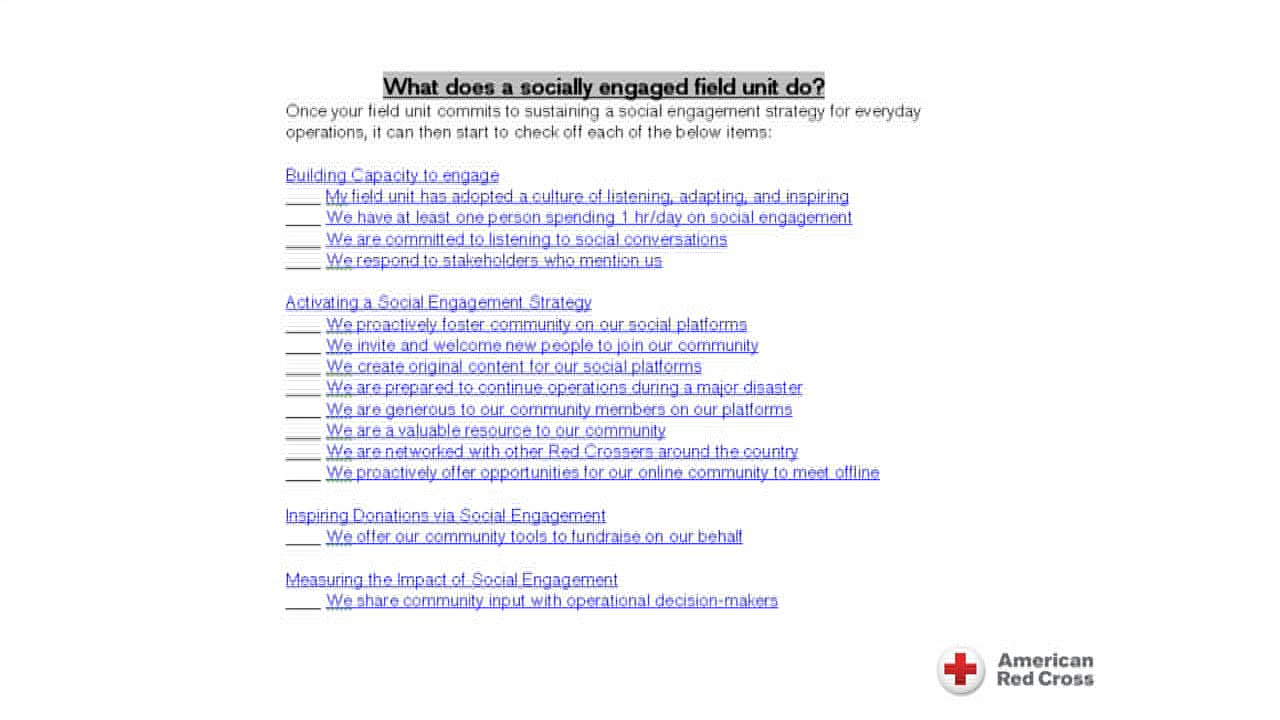 What does a socially engaged field unit do?
Once your field unit commits to sustaining a social engagement strategy for everyday
operations, it can then start to check off each of the below items:
Building Capacity to engage
____ My field unit has adopted a culture of listening, adapting, and inspiring
____ We have at least one person spending 1 hr/day on social engagement
____ We are committed to listening to social conversations
____ We respond to stakeholders who mention us
Activating a Social Engagement Strategy
____ We proactively foster community on our social platforms
____ We invite and welcome new people to join our community
____ We create original content for our social platforms
____ We are prepared to continue operations during a major disaster
____ We are generous to our community members on our platforms
____ We are a valuable resource to our community
____ We are networked with other Red Crossers around the country
____ We proactively offer opportunities for our online community to meet offline
Inspiring Donations via Social Engagement
____ We offer our community tools to fundraise on our behalf
Measuring the Impact of Social Engagement
____ We share community input with operational decision-makers
American
Red Cross